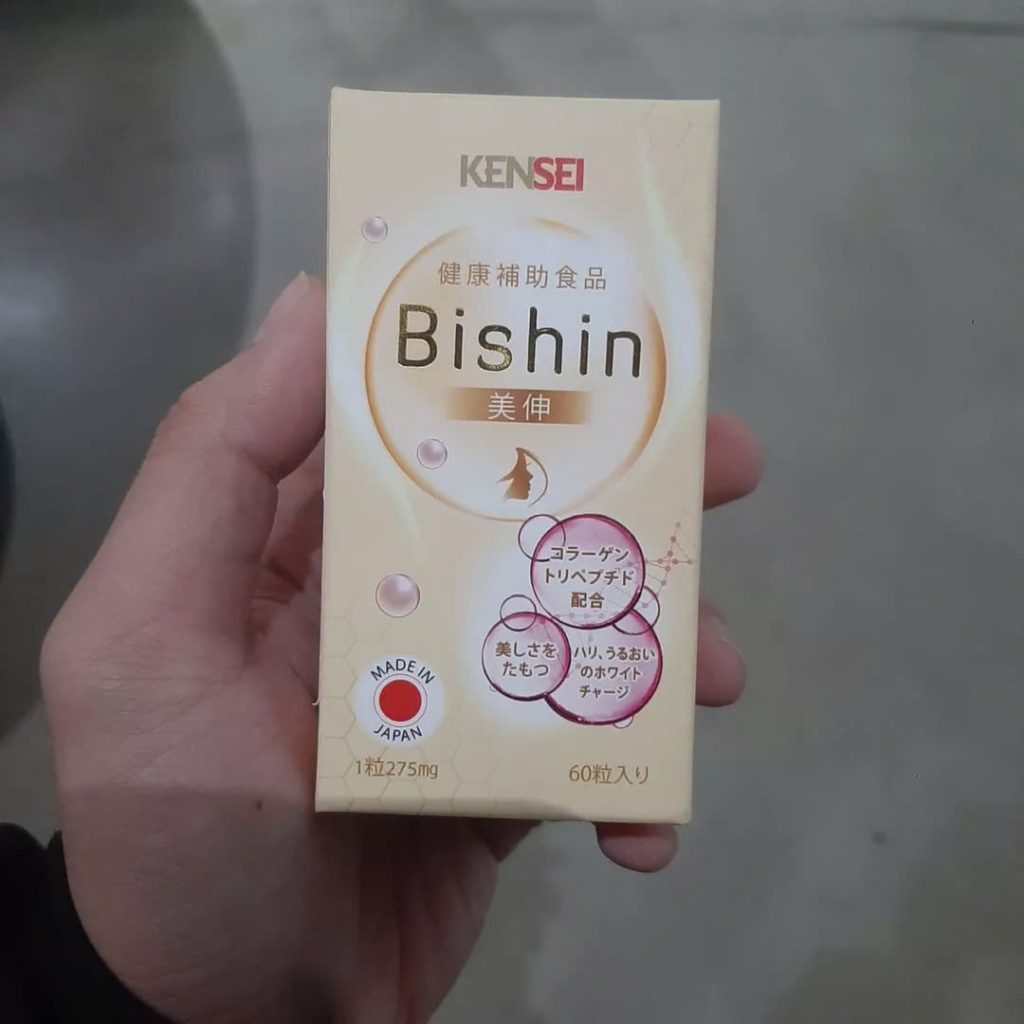 KENSEI
健康補助食品
Bishin
美伸
コラーゲン
トリペプチド
配合
美しさを
たもつ
ハリ、うるおい
のホワイト
チャージ
MADE IN
JAPAN
1粒275mg
60粒入り